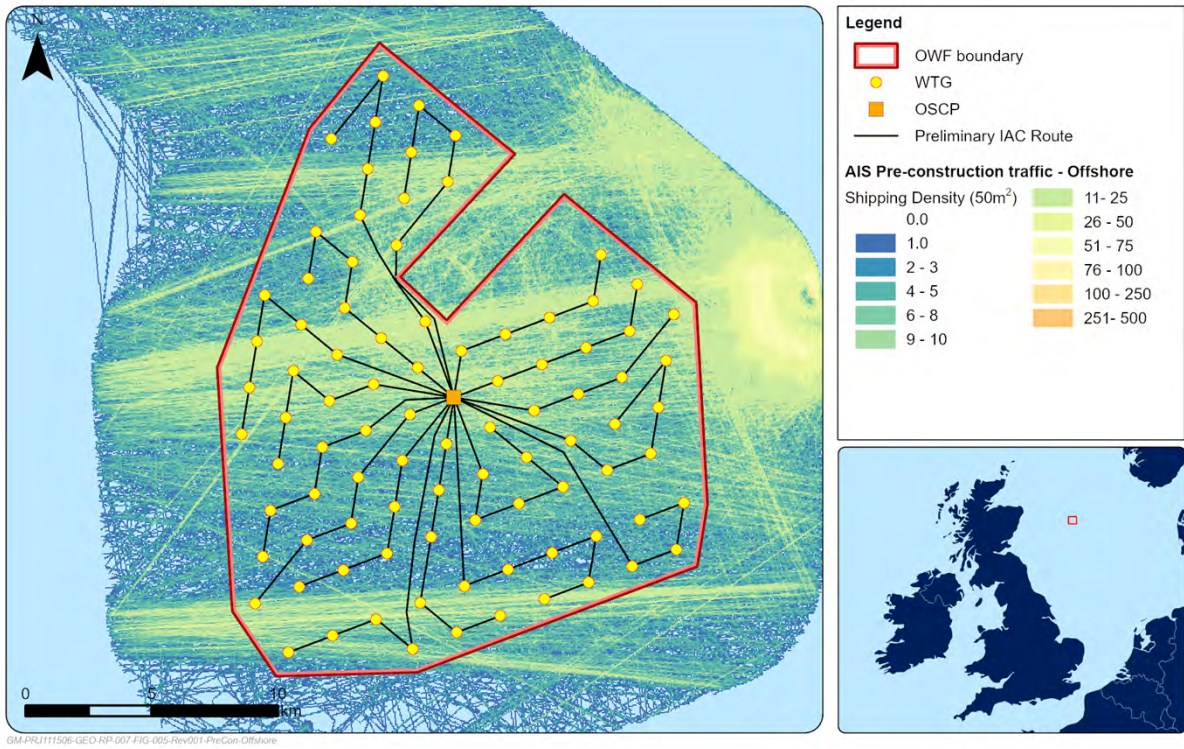 N
0
5
10
km
GM-PRJ111506-GEO-RP-007-FIG-005-Rev001-PreCon-Offshore
Legend
OWF boundary
WTG
OSCP
Preliminary IAC Route
AIS Pre-construction traffic - Offshore
Shipping Density (50m²)
0.0
1.0
2 - 3
4 - 5
6 - 8
9 - 10
11- 25
26 - 50
51 - 75
76 - 100
100 - 250
251- 500